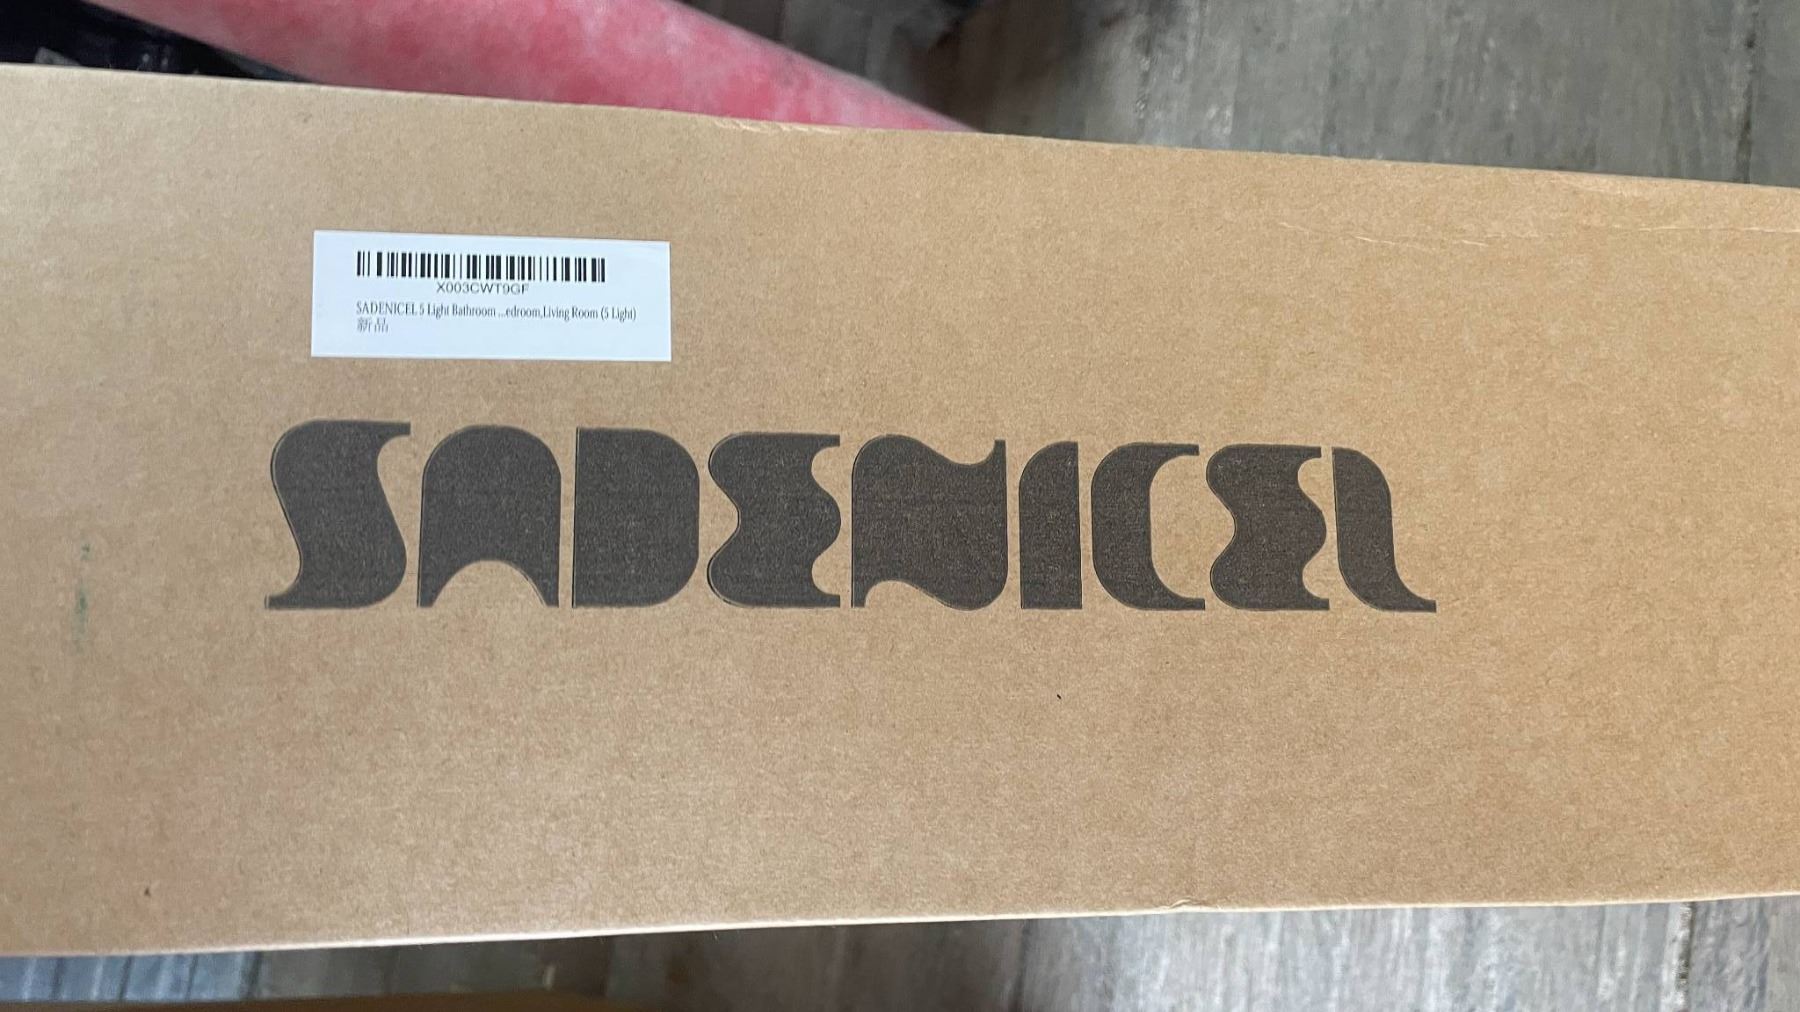 X003CWT9GF
SADENICEL 5 Light Bathroom ...edroom,Living Room (5 Light)
新品
SADENICEL